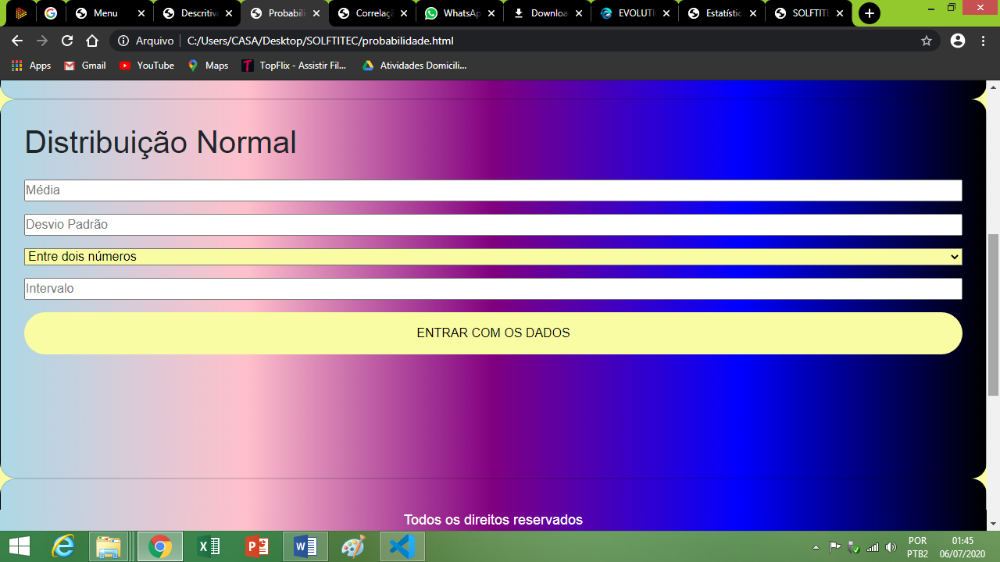 Menu
Descritiv
Probabili
Correlaçã
WhatsAp
Downloa
EVOLUTI
Estatístic
SOLFTITE
Arquivo
C:/Users/CASA/Desktop/SOLFTITEC/probabilidade.html
Apps Gmail YouTube Maps TopFlix - Assistir Fil... Atividades Domicili...
Distribuição Normal
Média
Desvio Padrão
Entre dois números
Intervalo
ENTRAR COM OS DADOS
Todos os direitos reservados
POR 01:45
PTB2 06/07/2020